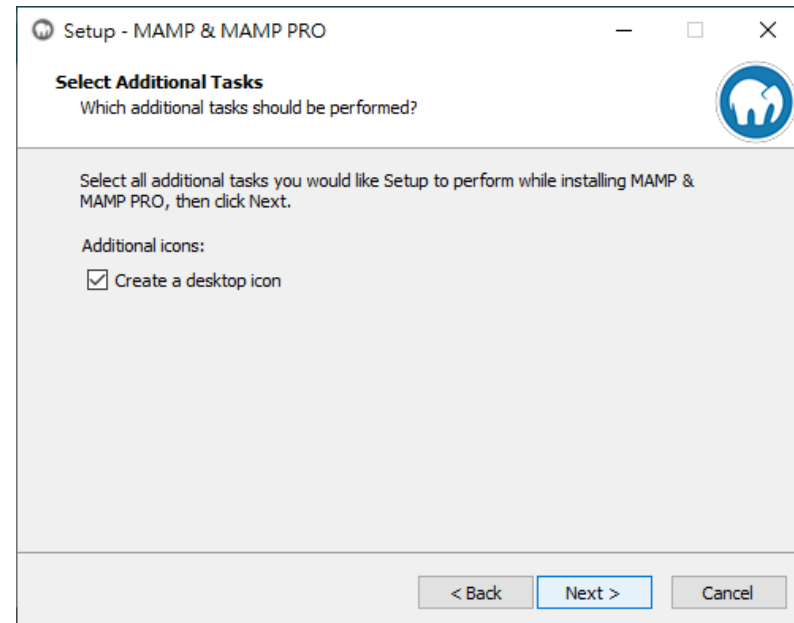 Setup - MAMP & MAMP PRO
Select Additional Tasks
Which additional tasks should be performed?
Select all additional tasks you would like Setup to perform while installing MAMP &
MAMP PRO, then click Next.
Additional icons:
Create a desktop icon
< Back Next > Cancel